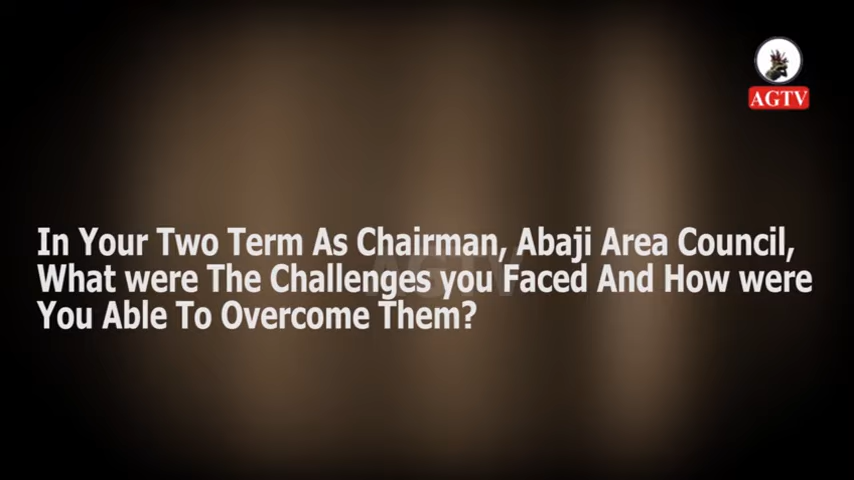 AGTV
In Your Two Term As Chairman, Abaji Area Council,
What were The Challenges you Faced And How were
You Able To Overcome Them?
AGTV